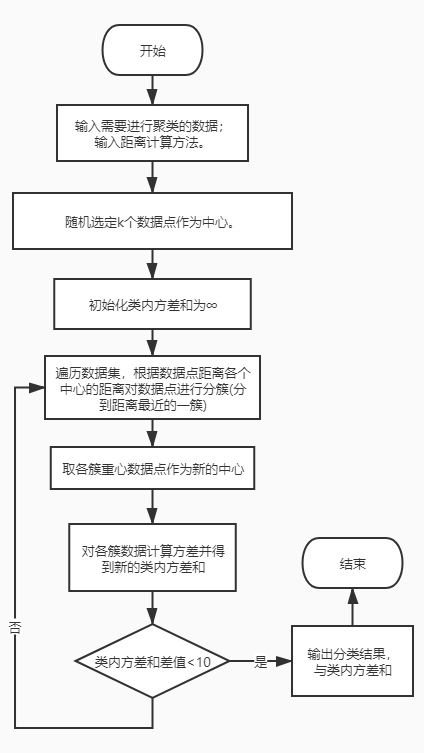 开始
输入需要进行聚类的数据；
输入距离计算方法。
随机选定k个数据点作为中心。
初始化类内方差和为∞
遍历数据集，根据数据点距离各个
中心的距离对数据点进行分簇(分
到距离最近的一簇)
取各簇重心数据点作为新的中心
对各簇数据计算方差并得
到新的类内方差和
类内方差和差值<10
否
是
输出分类结果，
与类内方差和
结束